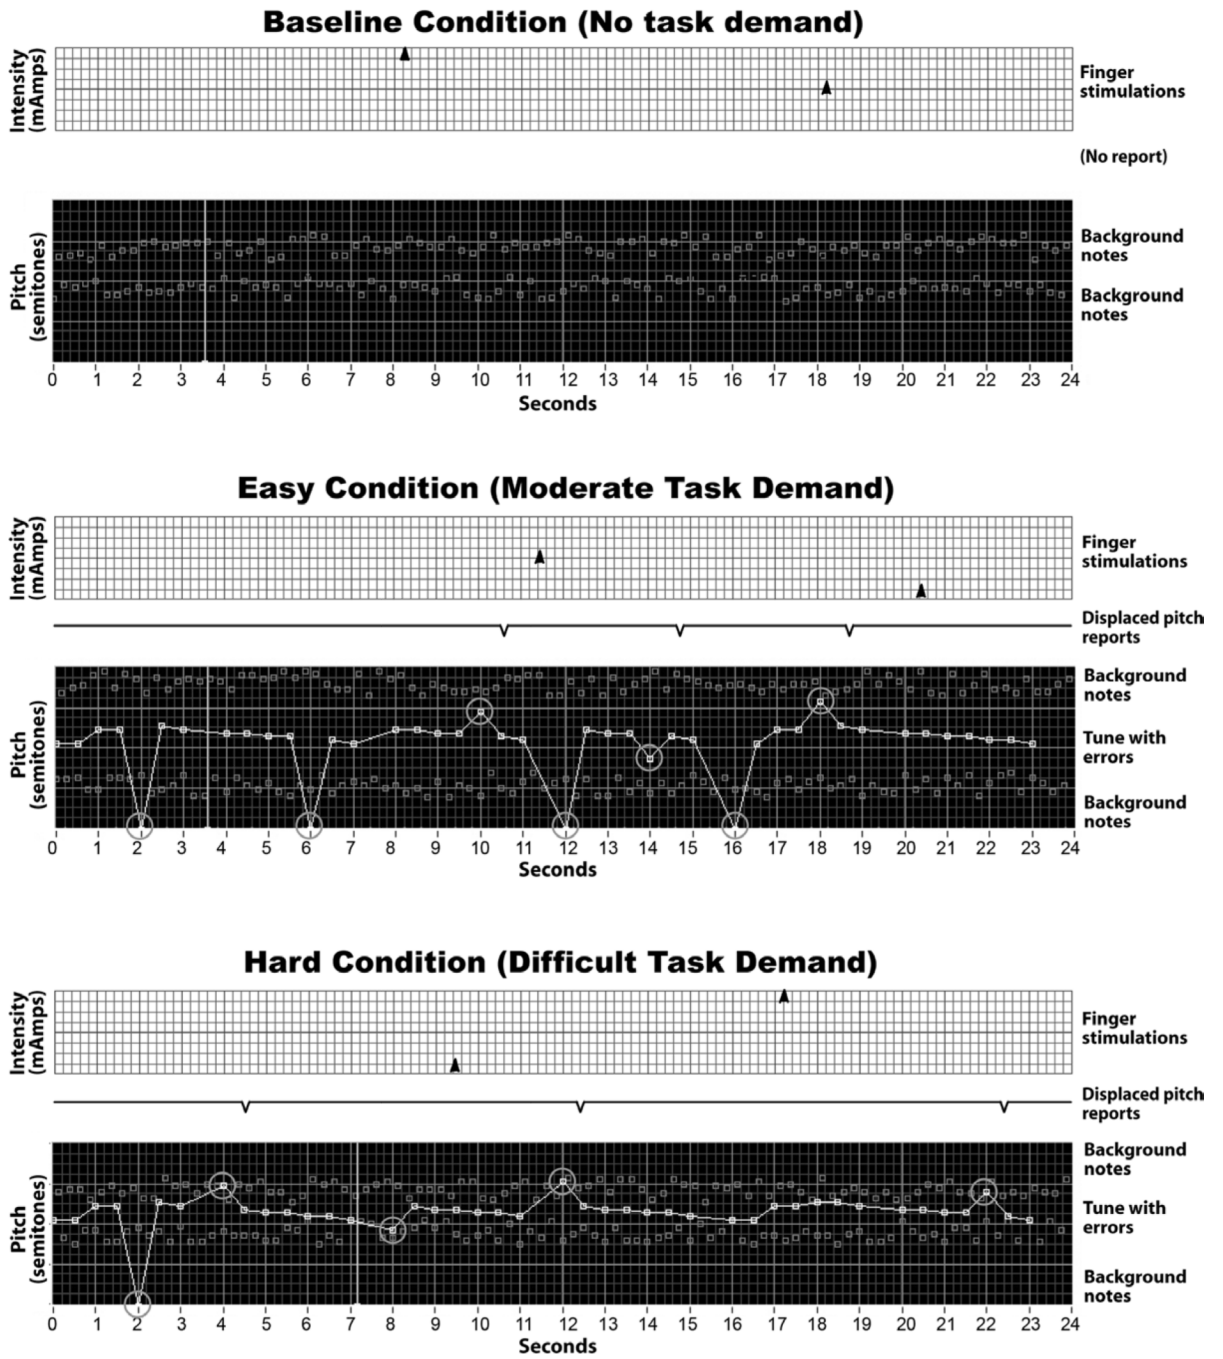 Baseline Condition (No task demand)
Intensity
(mAmps)
Finger
stimulations
(No report)
Pitch
(semitones)
Background
notes
Background
notes
0 1 2 3 4 5 6 7 8 9 10 11 12 13 14 15 16 17 18 19 20 21 22 23 24
Seconds
Easy Condition (Moderate Task Demand)
Intensity
(mAmps)
Finger
stimulations
Displaced pitch
reports
Pitch
(semitones)
Background
notes
Tune with
errors
Background
notes
0 1 2 3 4 5 6 7 8 9 10 11 12 13 14 15 16 17 18 19 20 21 22 23 24
Seconds
Hard Condition (Difficult Task Demand)
Intensity
(mAmps)
Finger
stimulations
Displaced pitch
reports
Pitch
(semitones)
Background
notes
Tune with
errors
Background
notes
0 1 2 3 4 5 6 7 8 9 10 11 12 13 14 15 16 17 18 19 20 21 22 23 24
Seconds